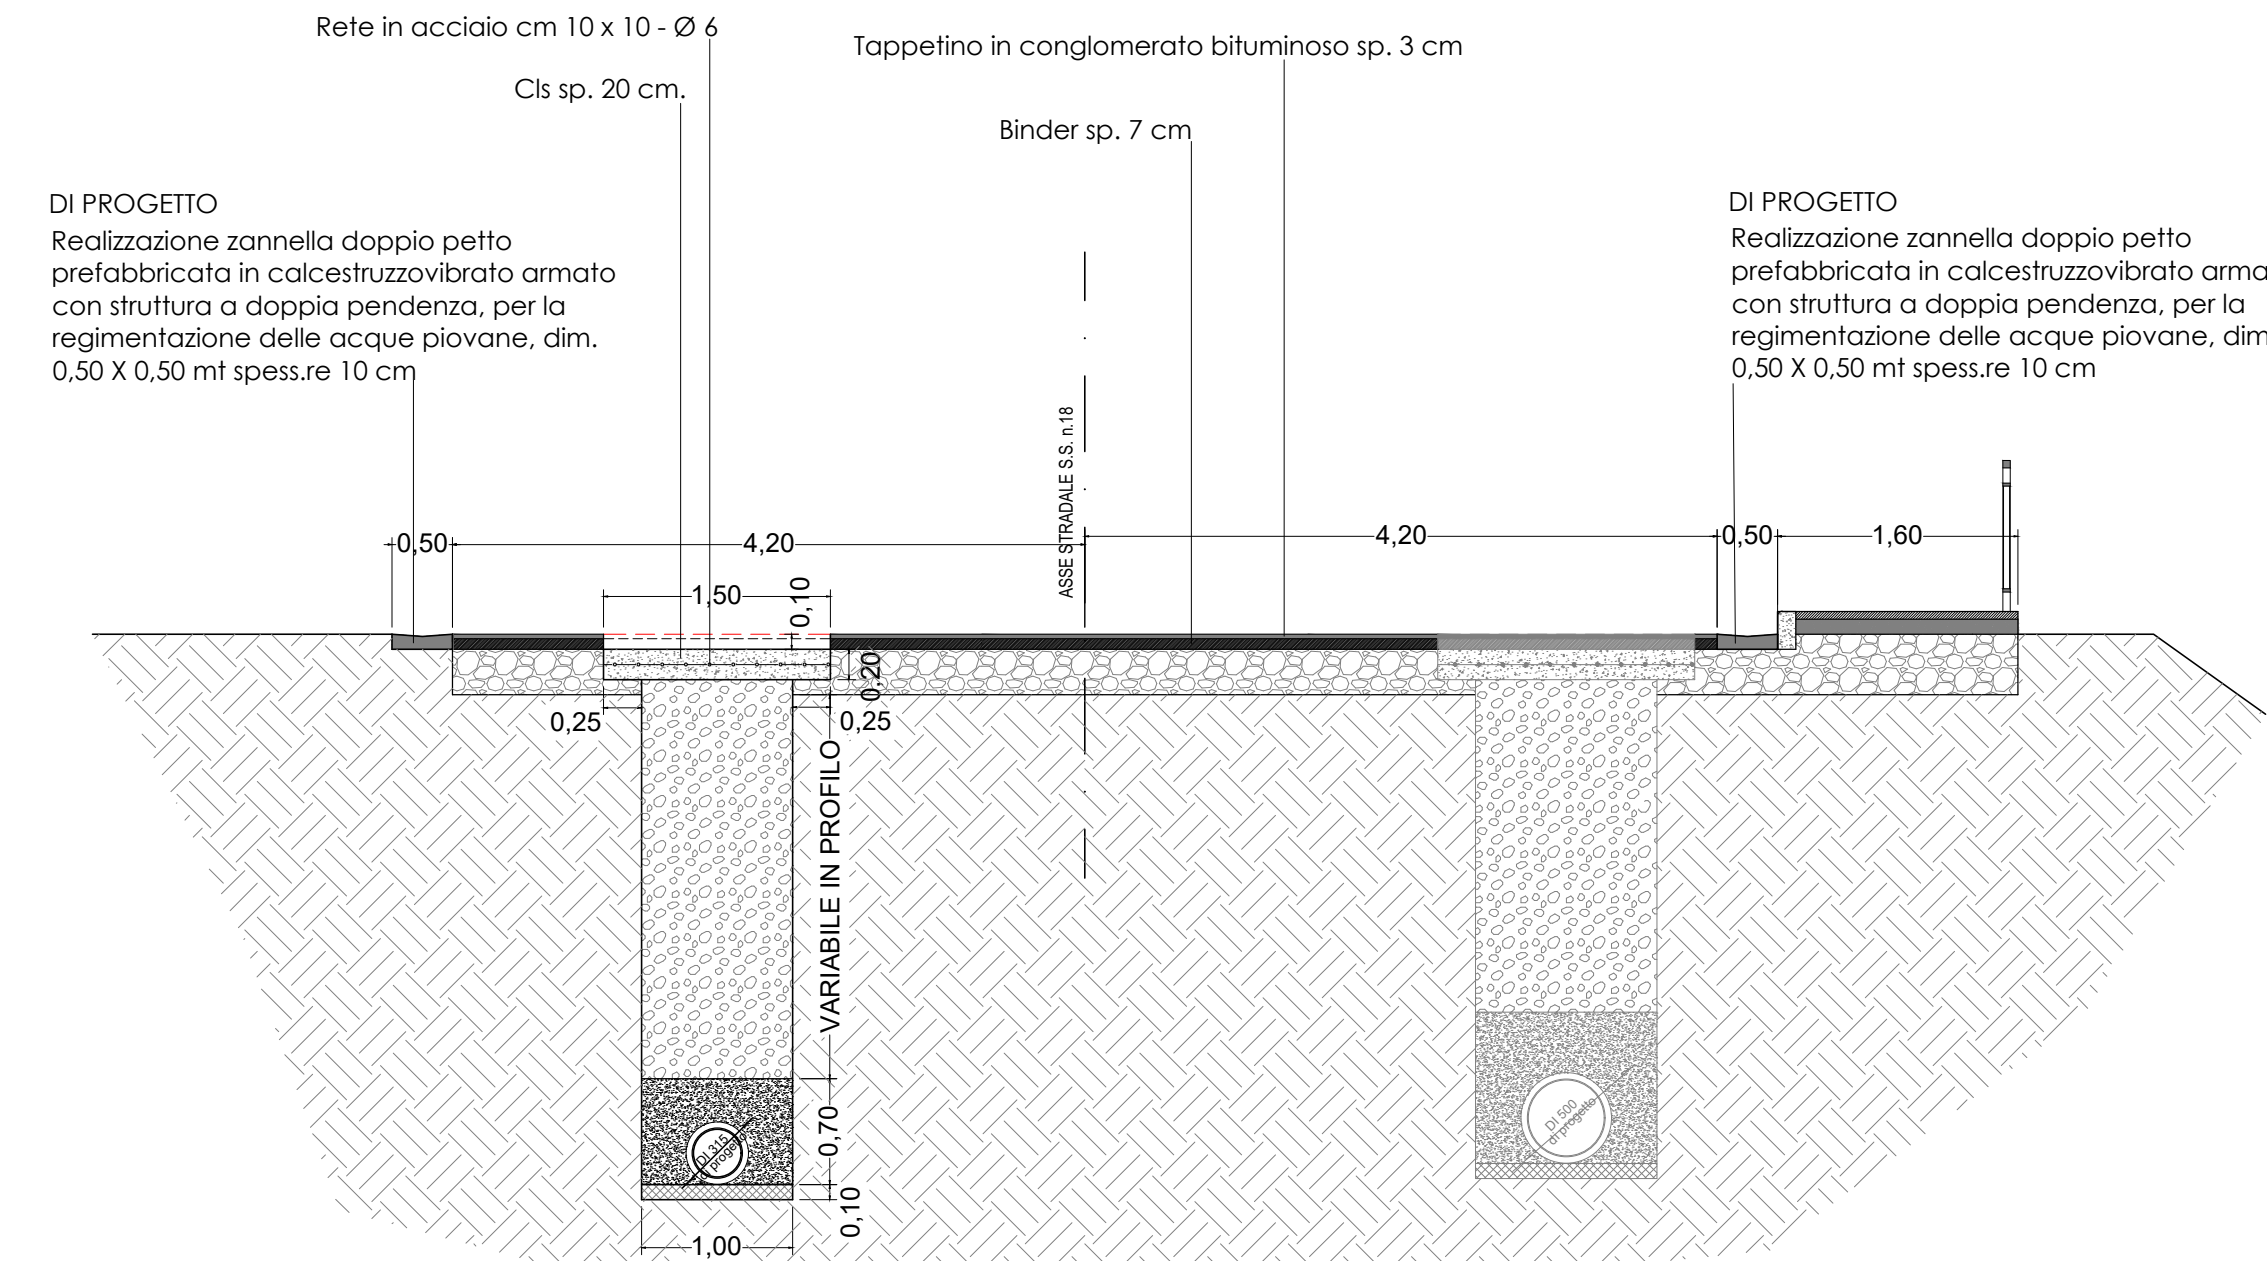 Rete in acciaio cm 10 x 10 - Ø 6
Tappetino in conglomerato bituminoso sp. 3 cm
Cls sp. 20 cm.
Binder sp. 7 cm
DI PROGETTO
Realizzazione zannella doppio petto
prefabbricata in calcestruzzovibrato armato
con struttura a doppia pendenza, per la
regimentazione delle acque piovane, dim.
0,50 X 0,50 mt spess.re 10 cm
DI PROGETTO
Realizzazione zannella doppio petto
prefabbricata in calcestruzzovibrato arma
con struttura a doppia pendenza, per la
regimentazione delle acque piovane, dim
0,50 X 0,50 mt spess.re 10 cm
ASSE STRADALE S.S. n.18
0,50
4,20
4,20
0,50
1,60
1,50
0,10
0,20
0,25
0,25
VARIABILE IN PROFILO
0,70
0,10
1,00
DI 315
di progetto
DI 500
di progetto